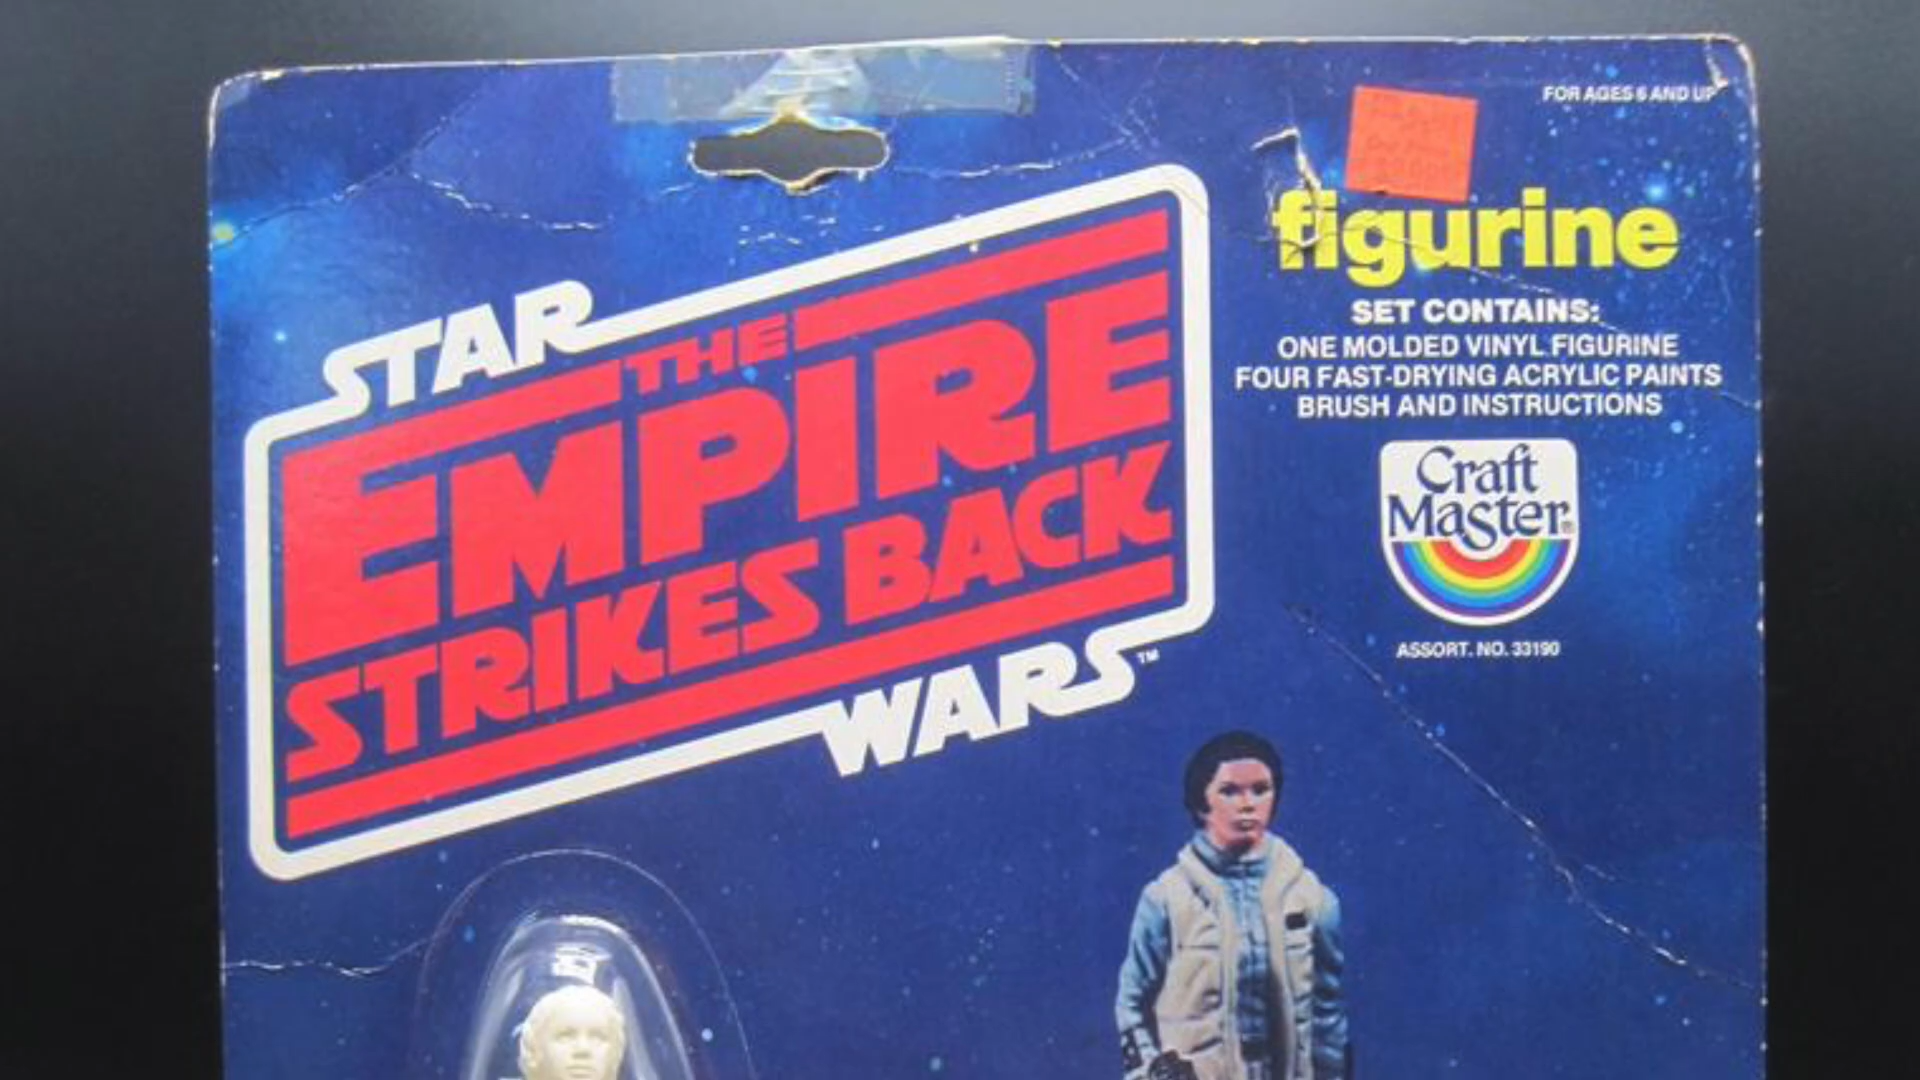 FOR AGES 6 AND UP
figurine
SET CONTAINS:
ONE MOLDED VINYL FIGURINE
FOUR FAST-DRYING ACRYLIC PAINTS
BRUSH AND INSTRUCTIONS
Craft
Master®
ASSORT. NO. 33190
STAR
THE
EMPIRE
STRIKES BACK
WARS™